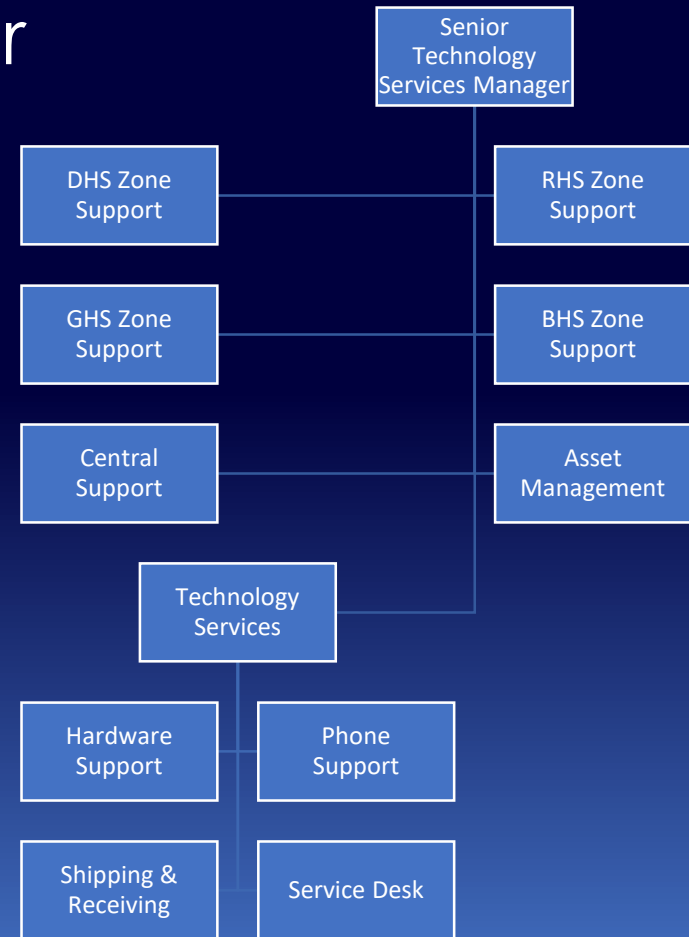 r
Senior
Technology
Services Manager
DHS Zone
Support
RHS Zone
Support
GHS Zone
Support
BHS Zone
Support
Central
Support
Asset
Management
Technology
Services
Hardware
Support
Phone
Support
Shipping &
Receiving
Service Desk